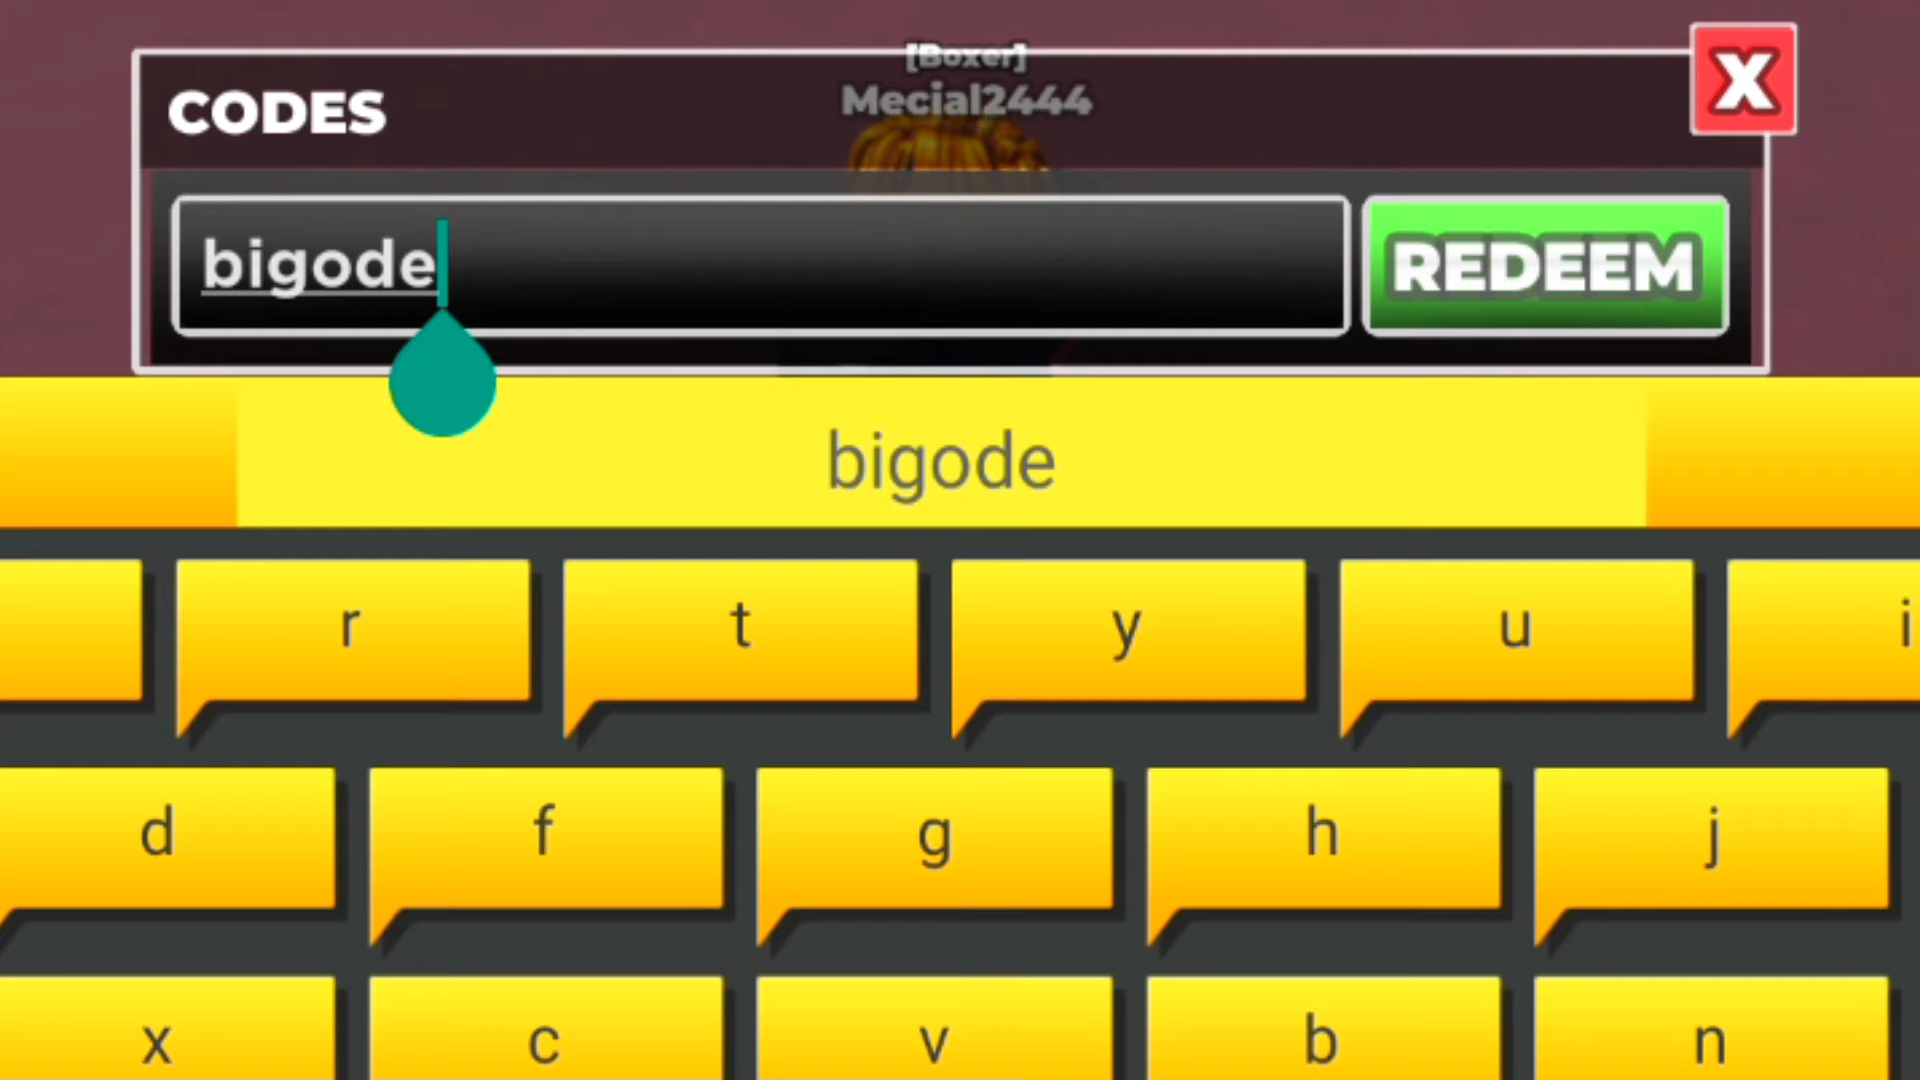 [Boxer]
Mecial2444
CODES
X
bigode
REDEEM
bigode
r t y u i
d f g h j
x c v b n